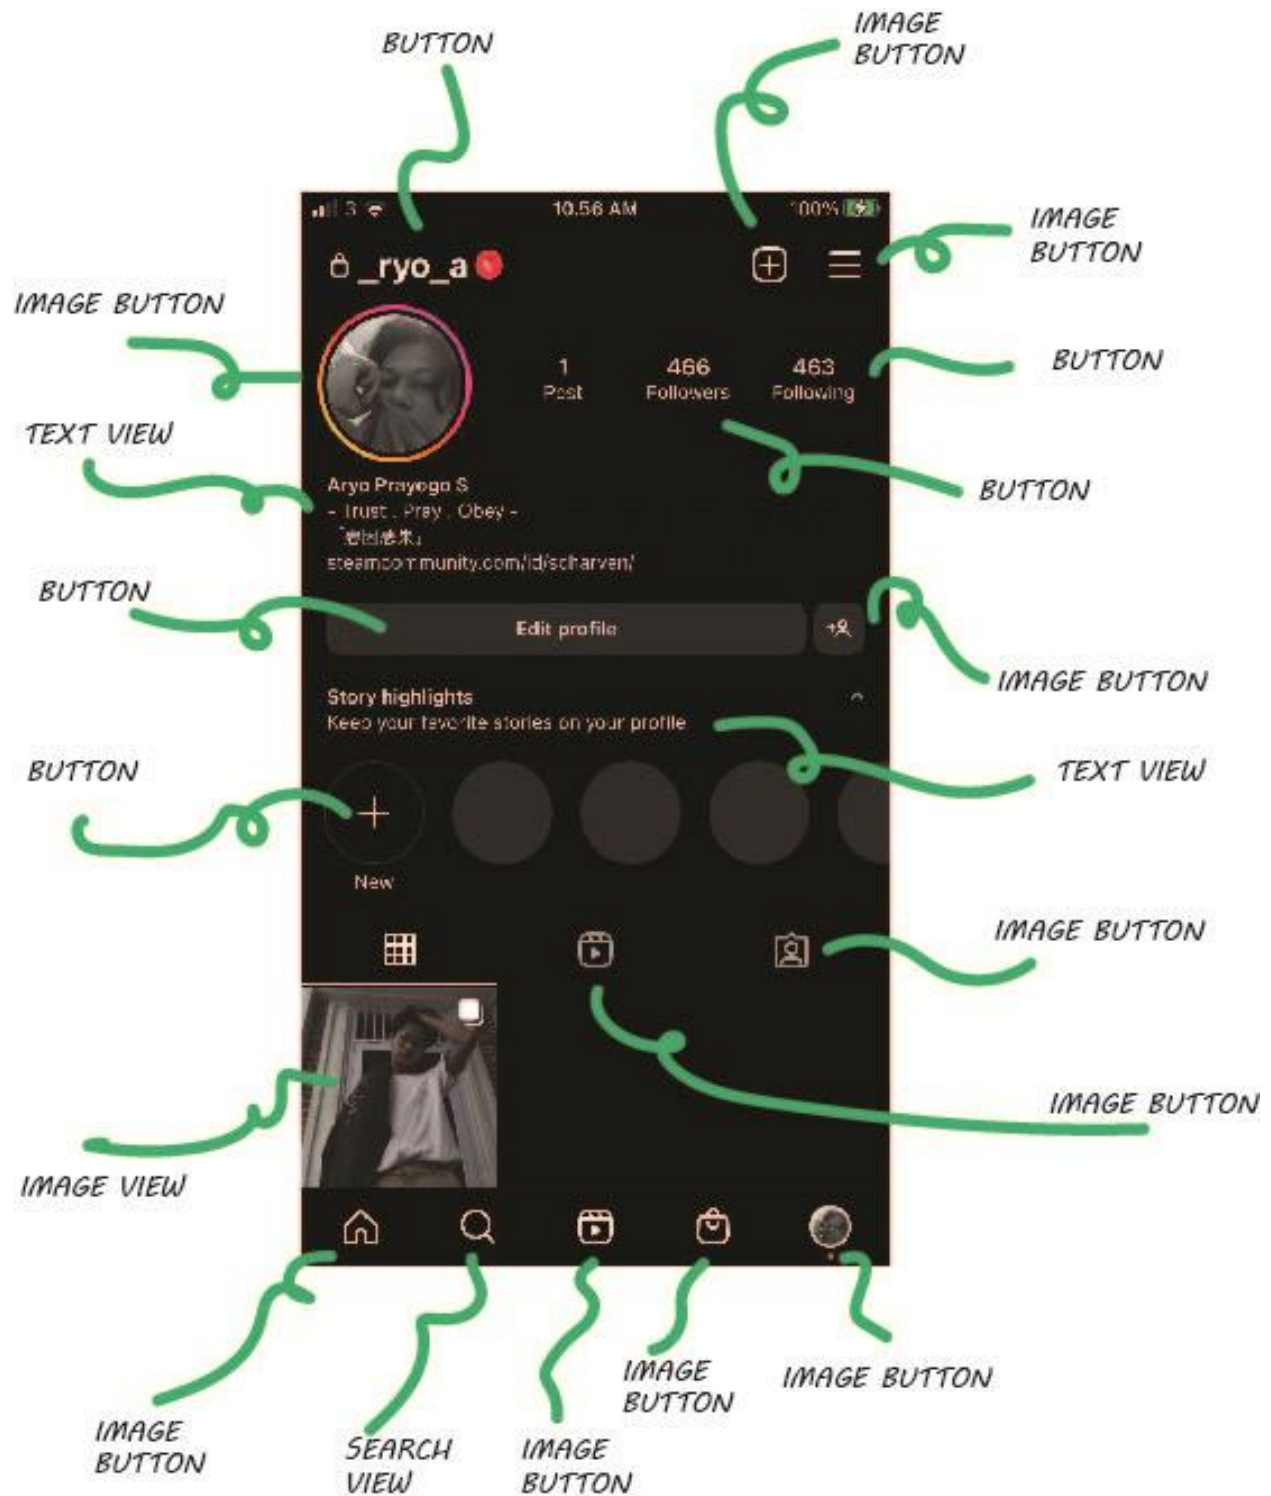 BUTTON
IMAGE
BUTTON
3
10.56 AM
100%
IMAGE
BUTTON
_ryo_a
IMAGE BUTTON
1
466
463
Post
Followers
Following
BUTTON
TEXT VIEW
BUTTON
Aryo Prayogo S
- Trust . Pray . Obey -
steamcommunity.com/id/scharven/
BUTTON
Edit profile
IMAGE BUTTON
Story highlights
Keep your favorite stories on your profile
BUTTON
TEXT VIEW
New
IMAGE BUTTON
IMAGE BUTTON
IMAGE VIEW
IMAGE
BUTTON
SEARCH
VIEW
IMAGE
BUTTON
IMAGE
BUTTON
IMAGE BUTTON